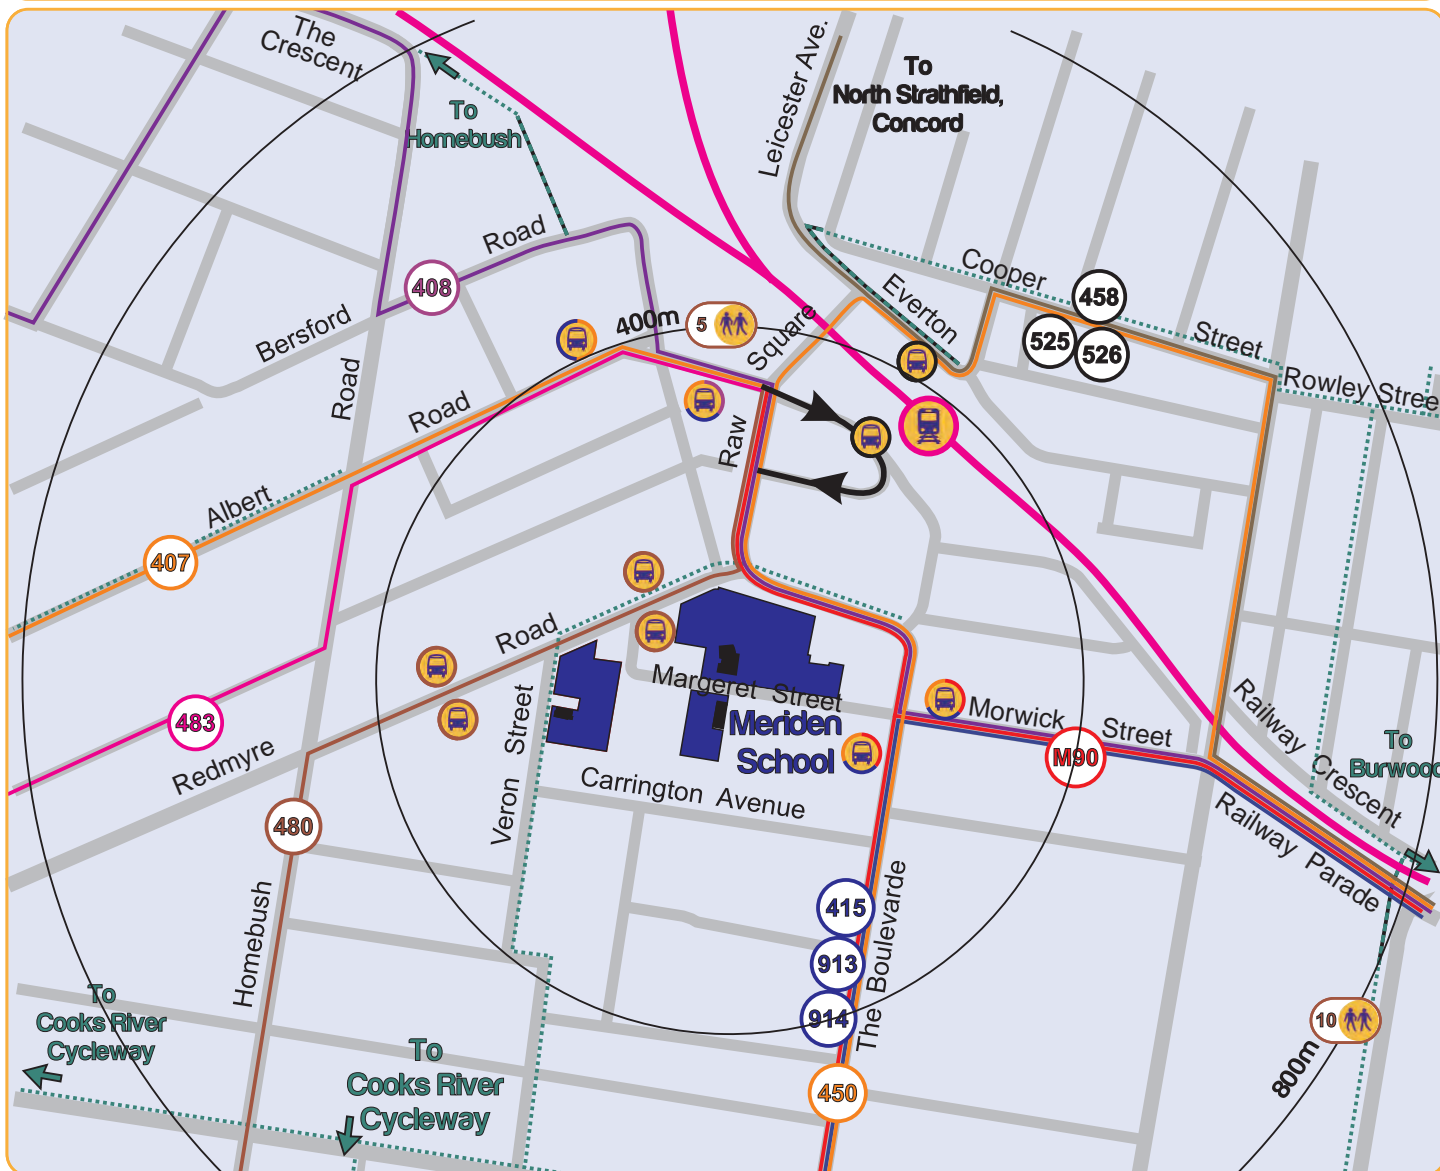 The
Crescent
To
Homebush
Leicester Ave.
To
North Strathfield,
Concord
Road
408
Bersford
400m
5
Square
Everton
Cooper
458
525
526
Street
Rowley Stree
Road
Road
Raw
Albert
407
Road
Margeret Street
Meriden
School
Morwick
Street
M90
Railway Crescent
To
Burwood
483
Redmyre
Veron Street
Carrington Avenue
Railway Parade
480
Homebush
415
913
914
The Boulevarde
450
10
800m
To
Cooks River
Cycleway
To
Cooks River
Cycleway